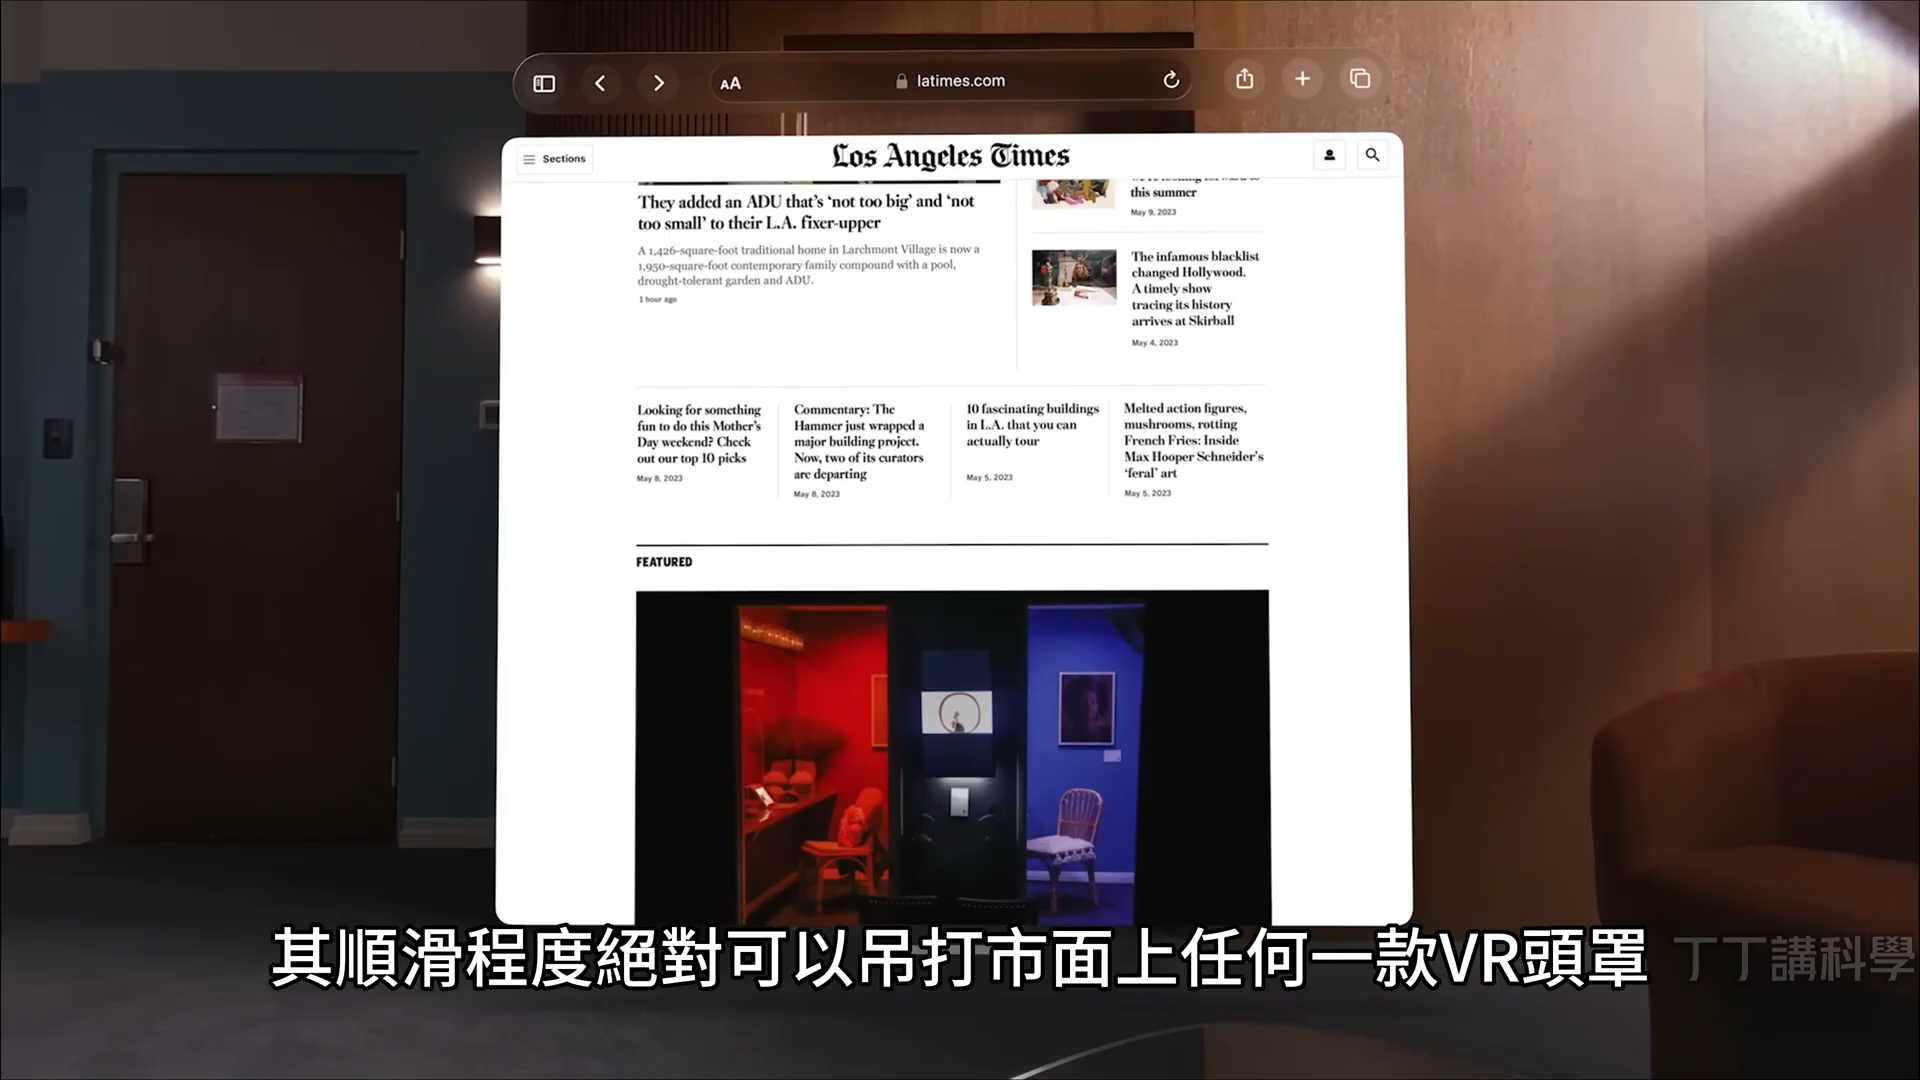 AA
latimes.com
Sections
Los Angeles Times
They added an ADU that's 'not too big' and 'not
too small' to their L.A. fixer-upper
A 1,426-square-foot traditional home in Larchmont Village is now a
1,950-square-foot contemporary family compound with a pool,
drought-tolerant garden and ADU.
1 hour ago
this summer
May 9, 2023
The infamous blacklist
changed Hollywood.
A timely show
tracing its history
arrives at Skirball
May 4, 2023
Looking for something
fun to do this Mother's
Day weekend? Check
out our top 10 picks
May 8, 2023
Commentary: The
Hammer just wrapped a
major building project.
Now, two of its curators
are departing
May 8, 2023
10 fascinating buildings
in L.A. that you can
actually tour
May 5, 2023
Melted action figures,
mushrooms, rotting
French Fries: Inside
Max Hooper Schneider's
'feral' art
May 5, 2023
FEATURED
其順滑程度絕對可以吊打市面上任何一款VR頭罩
丁丁講科學